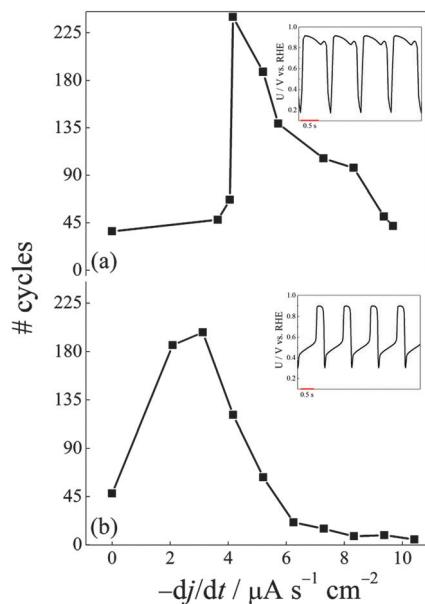 225
180
135
90
45
0
(a)
U / V vs. RHE
1.0
0.8
0.6
0.4
0.2
0.5 s
# cycles
225
180
135
90
45
0
(b)
U / V vs. RHE
1.0
0.8
0.6
0.4
0.2
0.5 s
0 2 4 6 8 10
−dj/dt / μA s⁻¹ cm⁻²